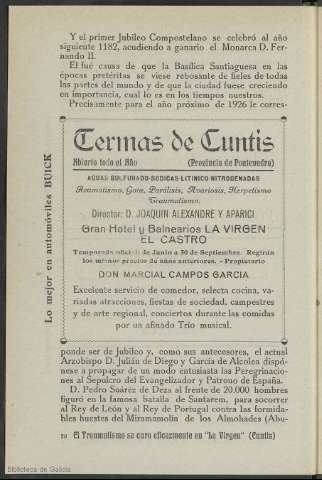 Y el primer Jubileo Compostelano se celebró al año
siguiente 1182, acudiendo a ganarlo el Monarca D. Fer-
nando II.
El fué causa de que la Basílica Santiaguesa en las
épocas pretéritas se viese rebosante de fieles de todas
las partes del mundo y de que la ciudad fuese creciendo
en importancia, cual lo es en los tiempos nuestros.
Precisamente para el año próximo de 1926 le corres-
Termas de Cuntis
Abierto todo el Año (Provincia de Pontevedra)
AGUAS SULFURADO-SODICAS-LITINICO-NITROGENADAS
Reumatismo, Gota, Parálisis, Avariosis, Herpetismo
Traumatismo.
Director: D. JOAQUIN ALEXANDRE Y APARICI.
Gran Hotel y Balnearios LA VIRGEN
EL CASTRO
Temporada oficial: de Junio a 30 de Septiembre. Regirán
los mismos precios de años anteriores. - Propietario
DON MARCIAL CAMPOS GARCIA
Excelente servicio de comedor, selecta cocina, va-
riadas atracciones, fiestas de sociedad, campestres
y de arte regional, conciertos durante las comidas
por un afinado Trío musical.
Lo mejor en automóviles BUICK
ponde ser de Jubileo y, como sus antecesores, el actual
Arzobispo D. Julián de Diego y García de Alcolea dispó-
nese a propagar de un modo entusiasta las Peregrinacio-
nes al Sepulcro del Evangelizador y Patrono de España.
D. Pedro Suárez de Deza al frente de 20.000 hombres
figuró en la famosa batalla de Santarem, para socorrer
al Rey de León y al Rey de Portugal contra las formida-
bles huestes del Miramamolín de los Almohades (Abu-
El Traumatismo se cura eficazmente en "La Virgen" (Cuntis)
Biblioteca de Galicia